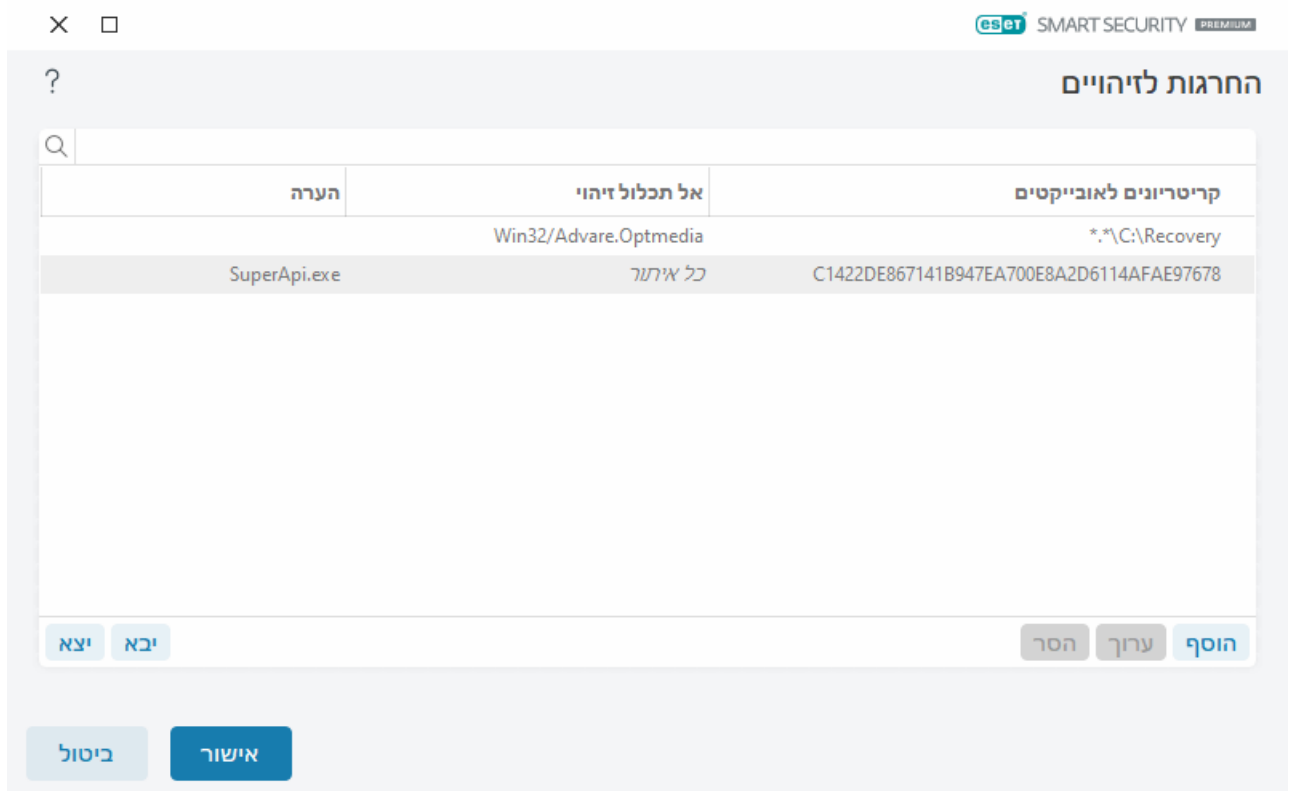 eseT SMART SECURITY PREMIUM
החרגות לזיהויים
?
קריטריונים לאובייקטים אל תכלול זיהוי הערה
*.*\C:\Recovery Win32/Advare.Optmedia
C1422DE867141B947EA700E8A2D6114AFAE97678 כל איתור SuperApi.exe
הוסף ערוך הסר יבא יצא
אישור ביטול